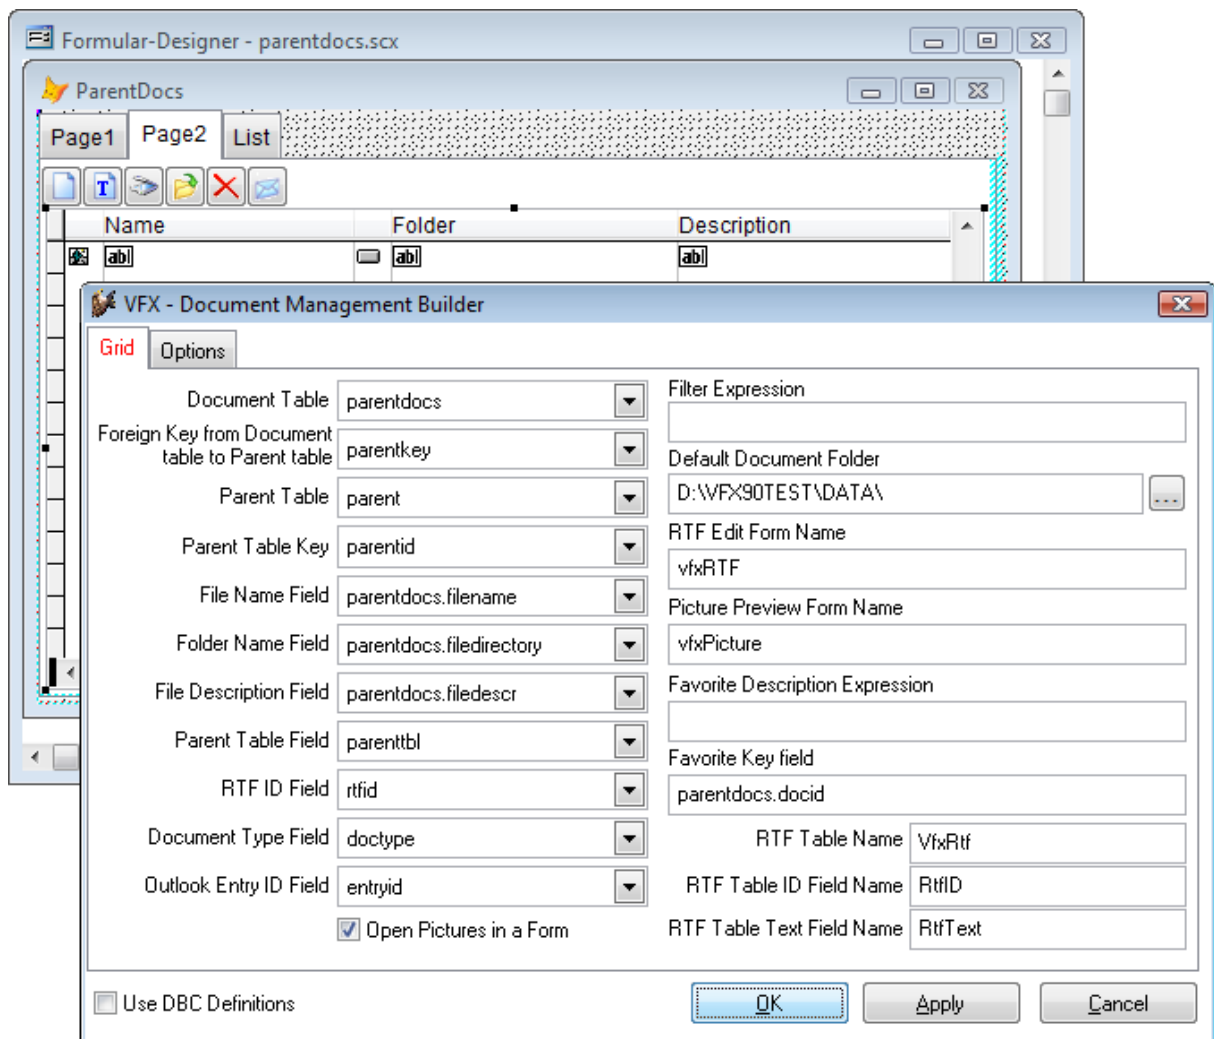 Formular-Designer - parentdocs.scx
ParentDocs
Page1 Page2 List
T
Name Folder Description
abl abl abl
VFX - Document Management Builder
Grid Options
Document Table parentdocs
Foreign Key from Document
table to Parent table parentkey
Parent Table parent
Parent Table Key parentid
File Name Field parentdocs.filename
Folder Name Field parentdocs.filedirectory
File Description Field parentdocs.filedescr
Parent Table Field parenttbl
RTF ID Field rtfid
Document Type Field doctype
Outlook Entry ID Field entryid
Open Pictures in a Form
Filter Expression
Default Document Folder
D:\VFX90TEST\DATA\ ...
RTF Edit Form Name
vfxRTF
Picture Preview Form Name
vfxPicture
Favorite Description Expression
Favorite Key field
parentdocs.docid
RTF Table Name VfxRtf
RTF Table ID Field Name RtfID
RTF Table Text Field Name RtfText
Use DBC Definitions
OK Apply Cancel